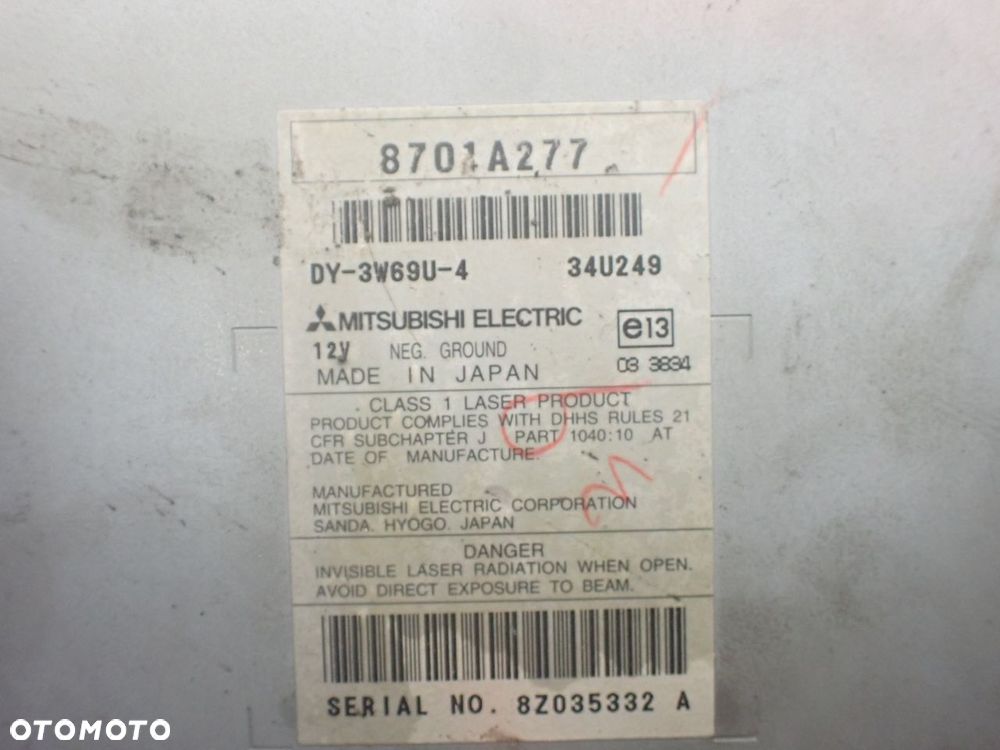 8701A277
DY-3W69U-4 34U249
MITSUBISHI ELECTRIC e13
12V NEG. GROUND 03 3834
MADE IN JAPAN
CLASS 1 LASER PRODUCT
PRODUCT COMPLIES WITH DHHS RULES 21
CFR SUBCHAPTER J PART 1040:10 AT
DATE OF MANUFACTURE.
MANUFACTURED
MITSUBISHI ELECTRIC CORPORATION
SANDA. HYOGO. JAPAN
DANGER
INVISIBLE LASER RADIATION WHEN OPEN.
AVOID DIRECT EXPOSURE TO BEAM.
SERIAL NO. 8Z035332 A
OTOMOTO